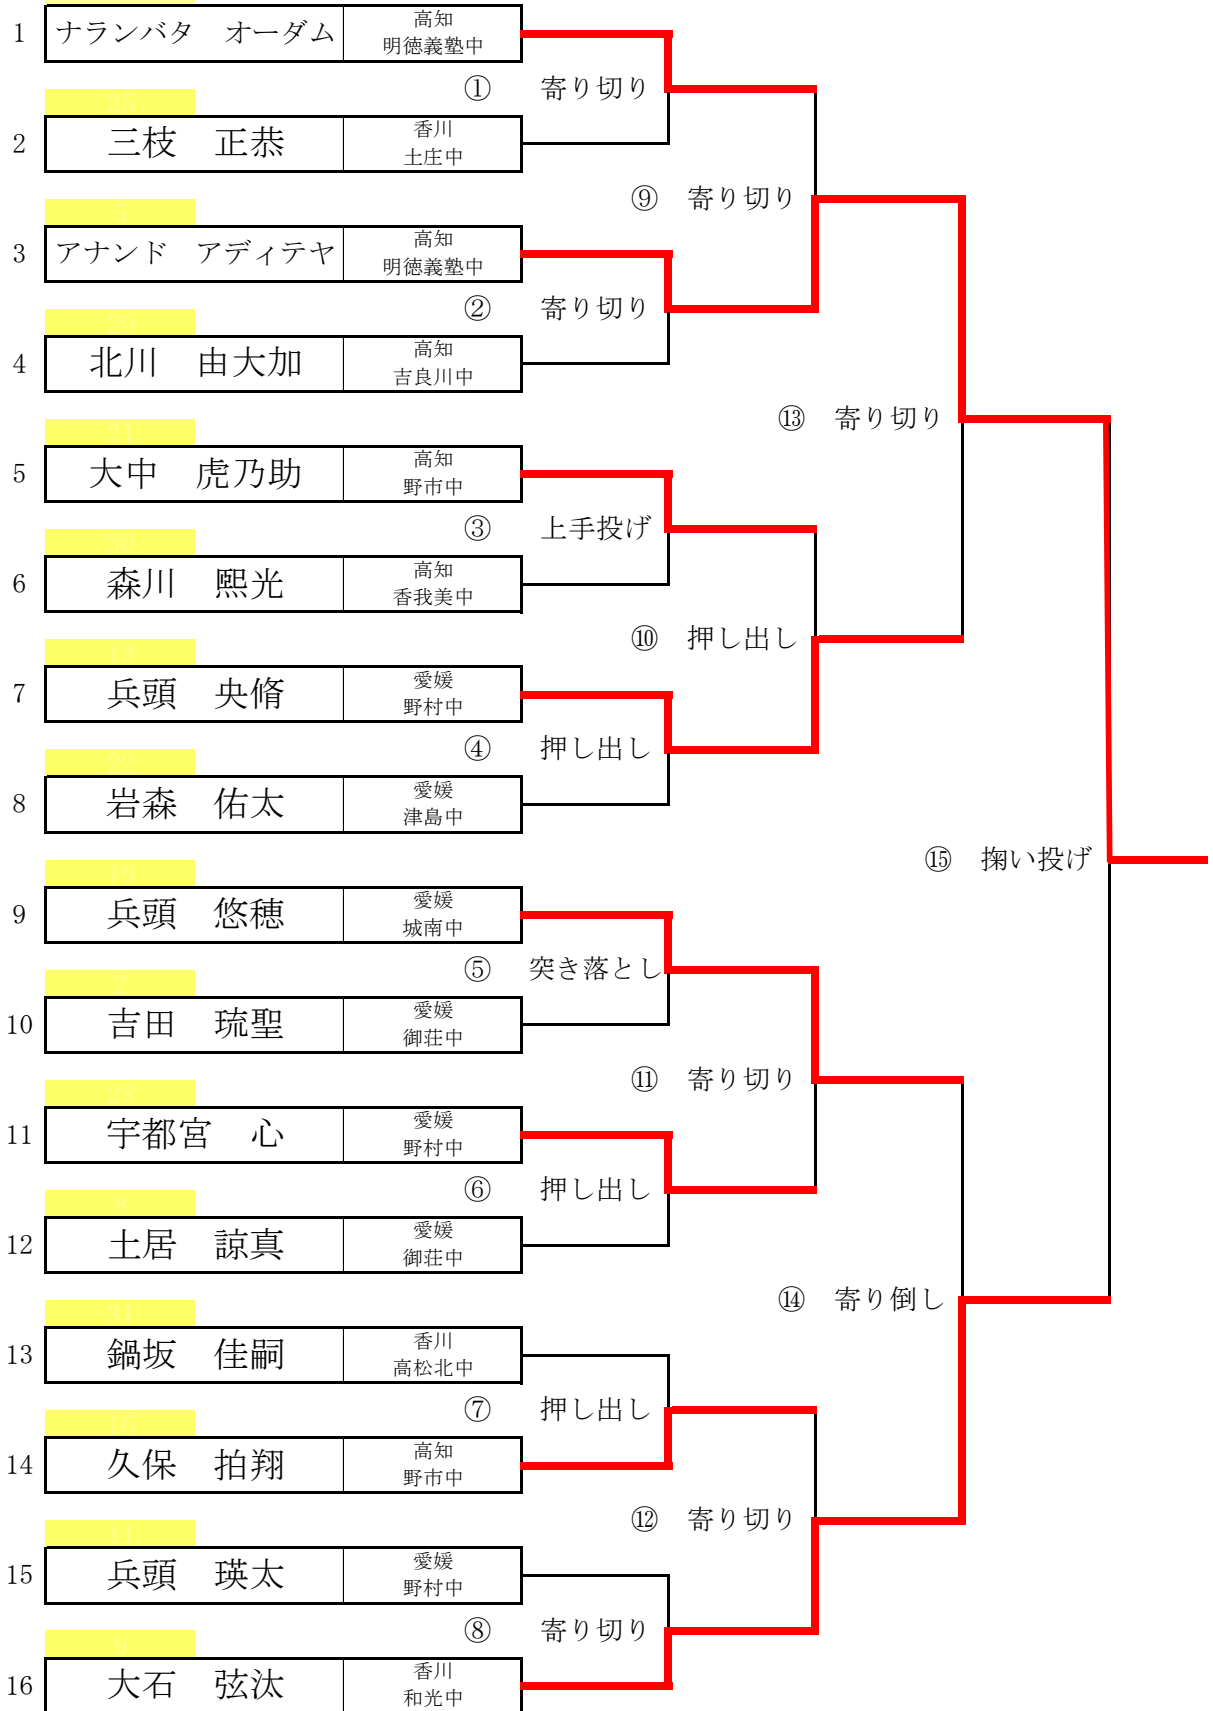 1 ナランバタ　オーダム 高知
明徳義塾中
① 寄り切り
2 三枝　正恭 香川
土庄中
⑨ 寄り切り
3 アナンド　アディテヤ 高知
明徳義塾中
② 寄り切り
4 北川　由大加 高知
吉良川中
⑬ 寄り切り
21
5 大中　虎乃助 高知
野市中
③ 上手投げ
6 森川　熙光 高知
香我美中
⑩ 押し出し
7 兵頭　央脩 愛媛
野村中
④ 押し出し
22
8 岩森　佑太 愛媛
津島中
⑮ 掬い投げ
9 兵頭　悠穂 愛媛
城南中
⑤ 突き落とし
10 吉田　琉聖 愛媛
御荘中
⑪ 寄り切り
11 宇都宮　心 愛媛
野村中
⑥ 押し出し
12 土居　諒真 愛媛
御荘中
⑭ 寄り倒し
13 鍋坂　佳嗣 香川
高松北中
⑦ 押し出し
14 久保　拍翔 高知
野市中
⑫ 寄り切り
15 兵頭　瑛太 愛媛
野村中
⑧ 寄り切り
16 大石　弦汰 香川
和光中